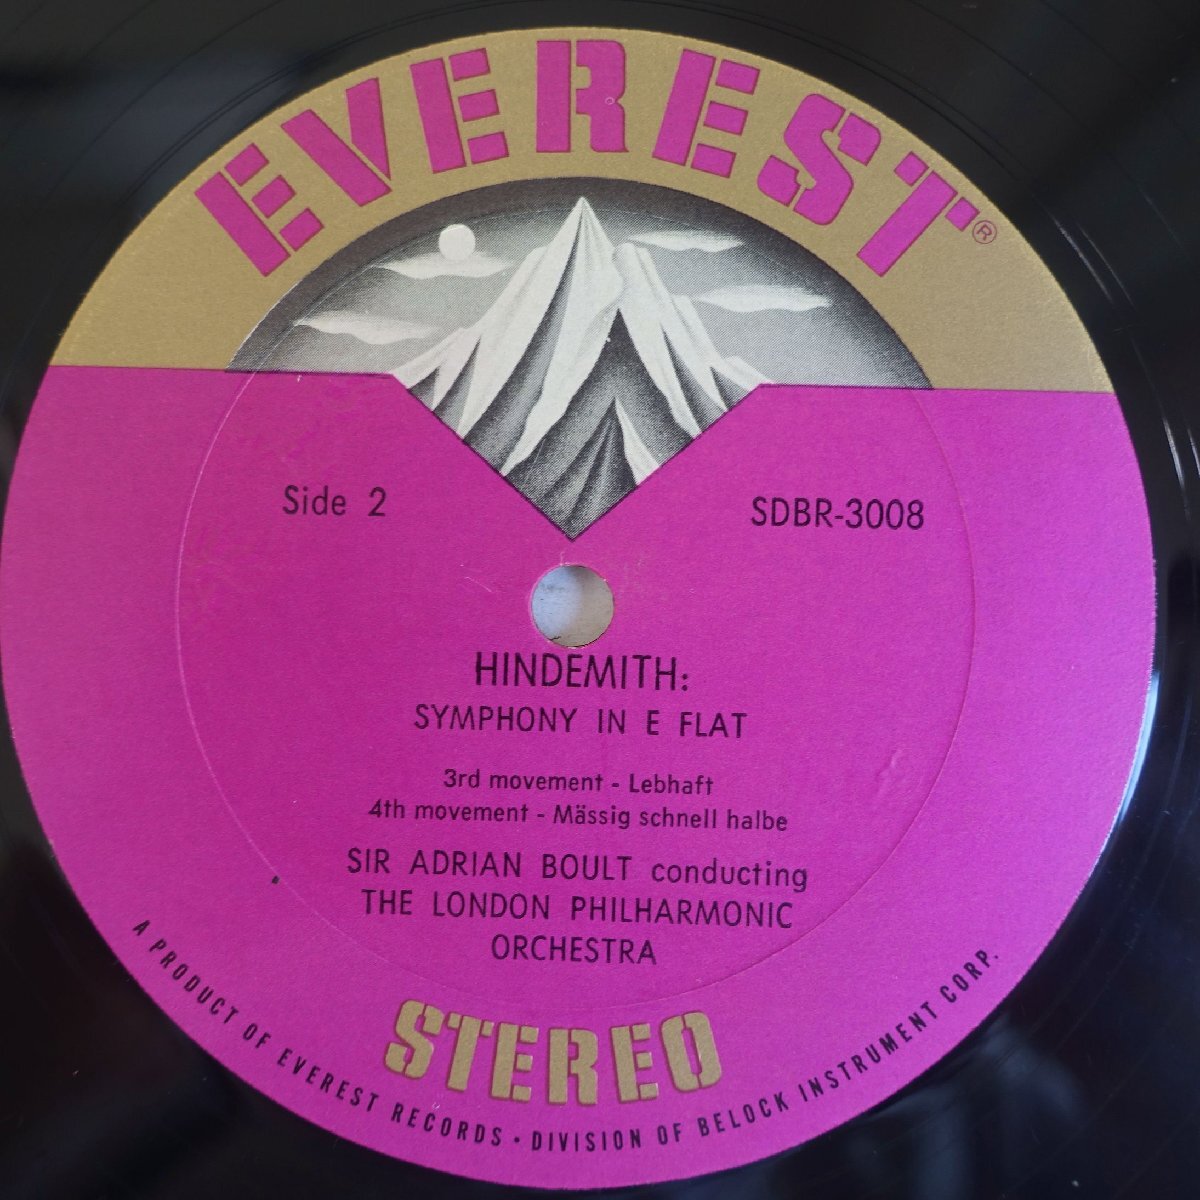 EVEREST®
Side 2
SDBR-3008
HINDEMITH:
SYMPHONY IN E FLAT
3rd movement - Lebhaft
4th movement - Mässig schnell halbe
SIR ADRIAN BOULT conducting
THE LONDON PHILHARMONIC
ORCHESTRA
STEREO
A PRODUCT OF EVEREST RECORDS • DIVISION OF BELOCK INSTRUMENT CORP.